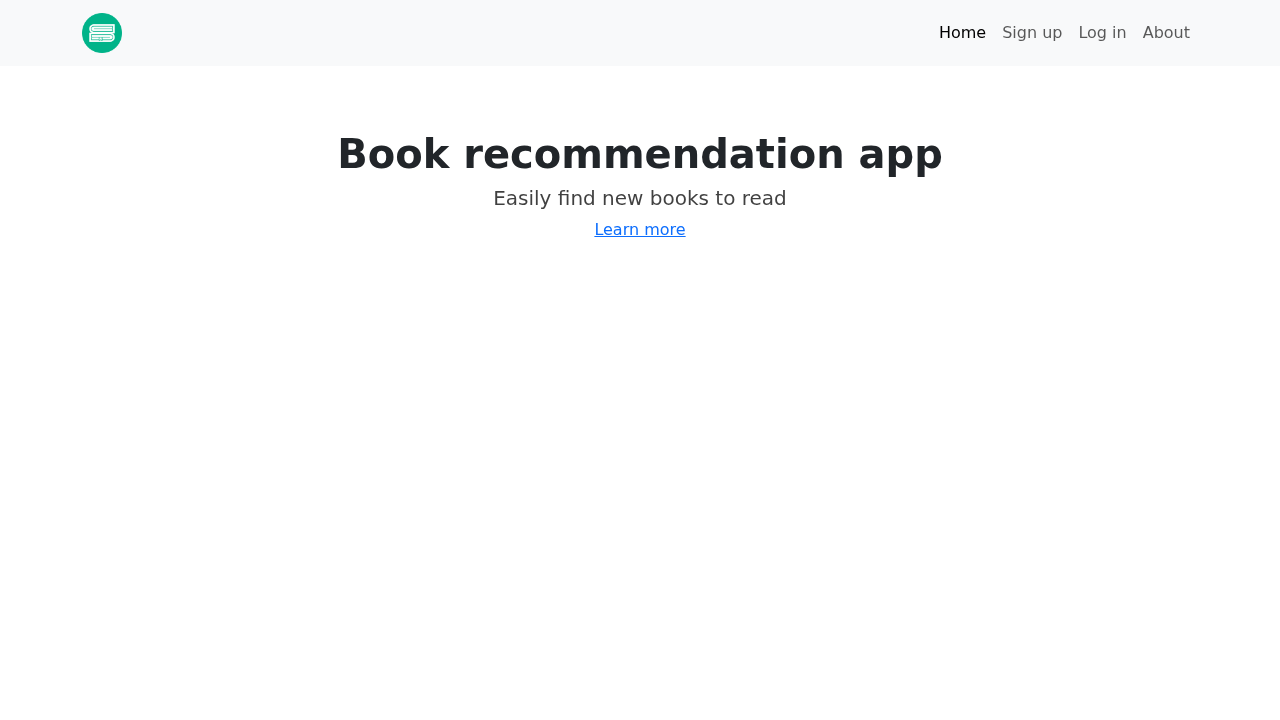 Home Sign up Log in About
Book recommendation app
Easily find new books to read
Learn more